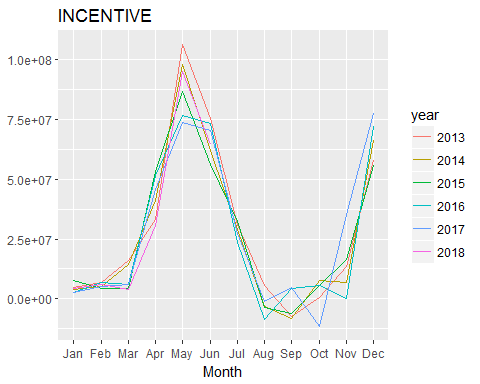 INCENTIVE
1.0e+08
7.5e+07
5.0e+07
2.5e+07
0.0e+00
Jan Feb Mar Apr May Jun Jul Aug Sep Oct Nov Dec
Month
year
2013
2014
2015
2016
2017
2018